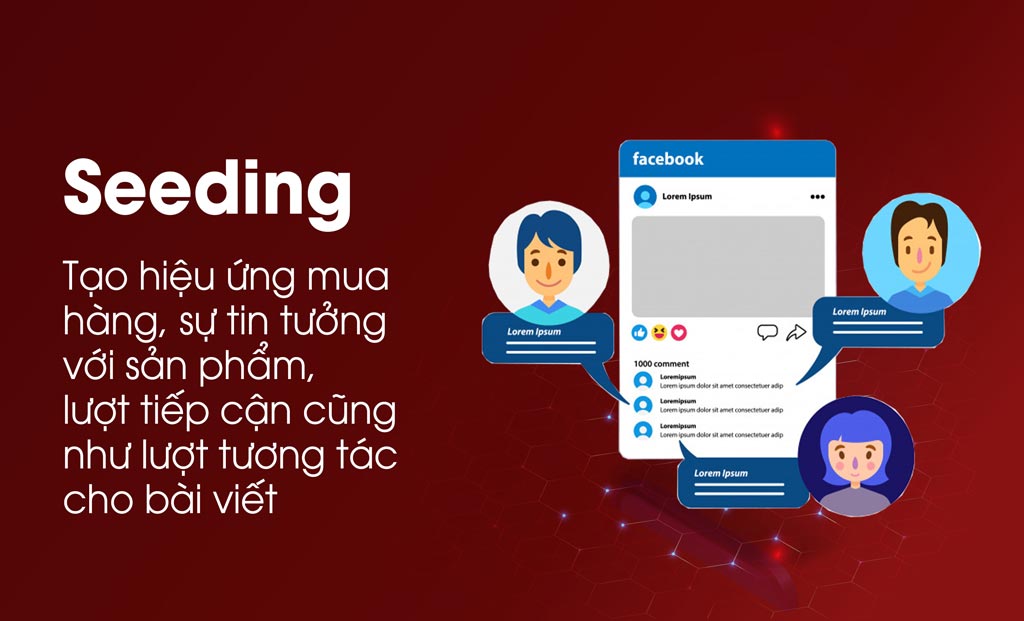 Seeding
Tạo hiệu ứng mua
hàng, sự tin tưởng
với sản phẩm,
lượt tiếp cận cũng
như lượt tương tác
cho bài viết
facebook
Lorem Ipsum
Lorem Ipsum
Lorem Ipsum
1000 comment
Loremipsum
Lorem ipsum dolor sit amet consectetuer adip
Loremipsum
Lorem ipsum dolor sit amet consectetuer adip
Loremipsum
Lorem ipsum dolor sit amet consectetuer adip
Lorem Ipsum